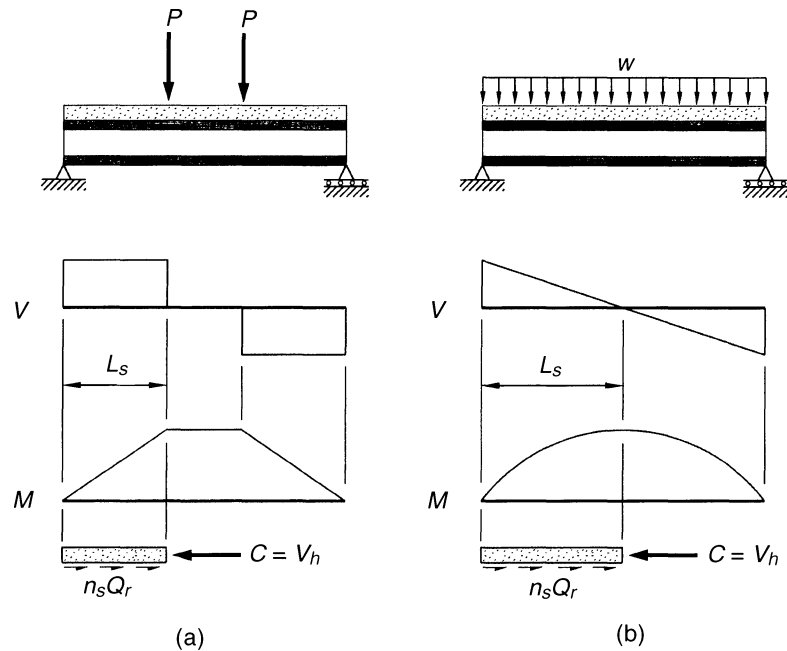 P P
w
V
L_s
M
C = V_h
n_sQ_r
(a)
V
L_s
M
C = V_h
n_sQ_r
(b)